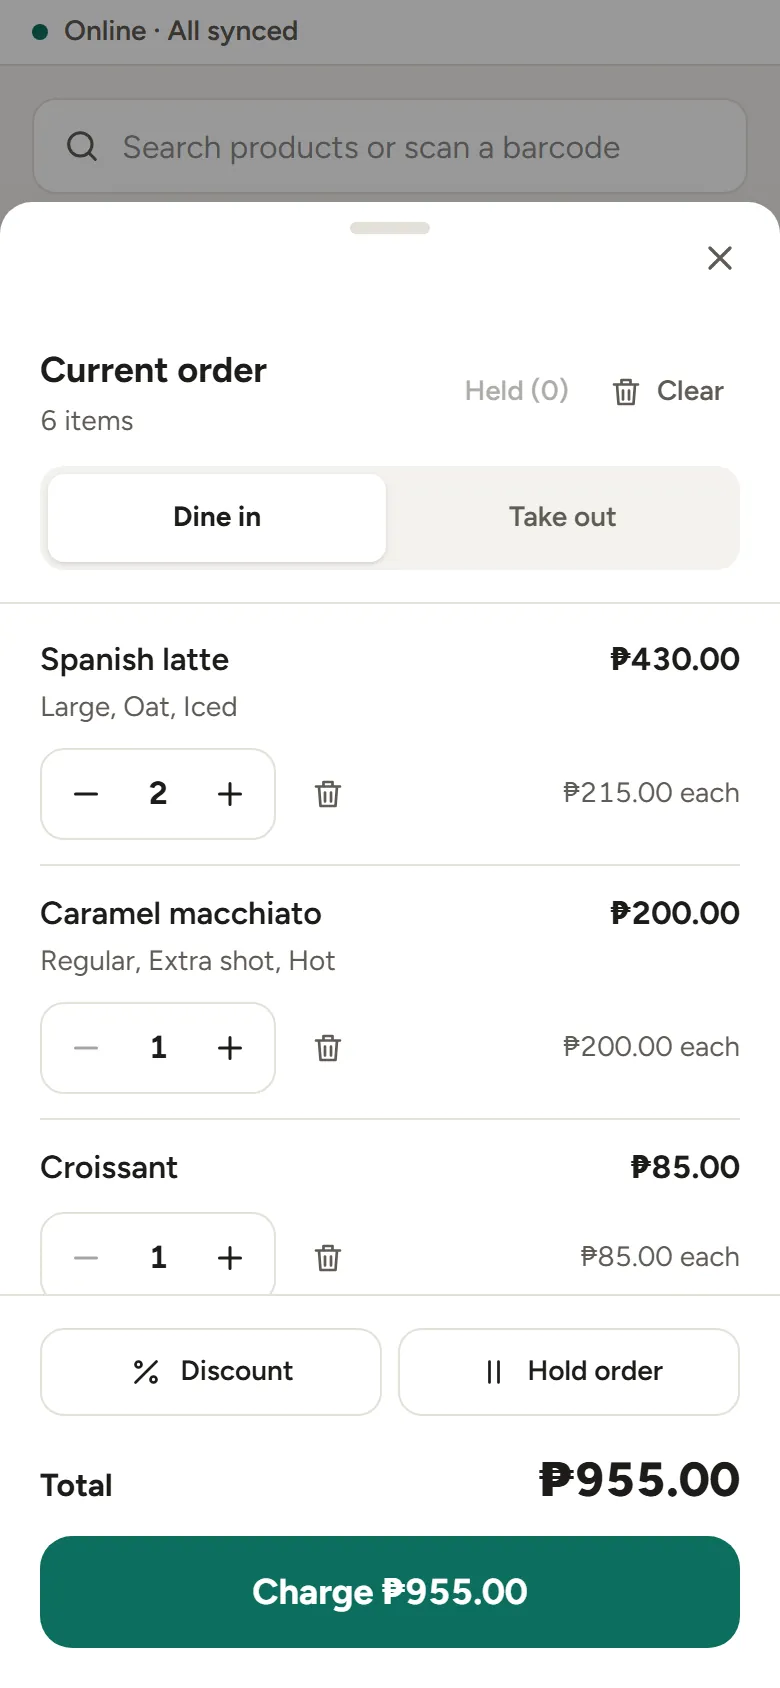 Online · All synced
Search products or scan a barcode
Current order
6 items
Held (0)
Clear
Dine in
Take out
Spanish latte
₱430.00
Large, Oat, Iced
2
₱215.00 each
Caramel macchiato
₱200.00
Regular, Extra shot, Hot
1
₱200.00 each
Croissant
₱85.00
1
₱85.00 each
Discount
Hold order
Total
₱955.00
Charge ₱955.00